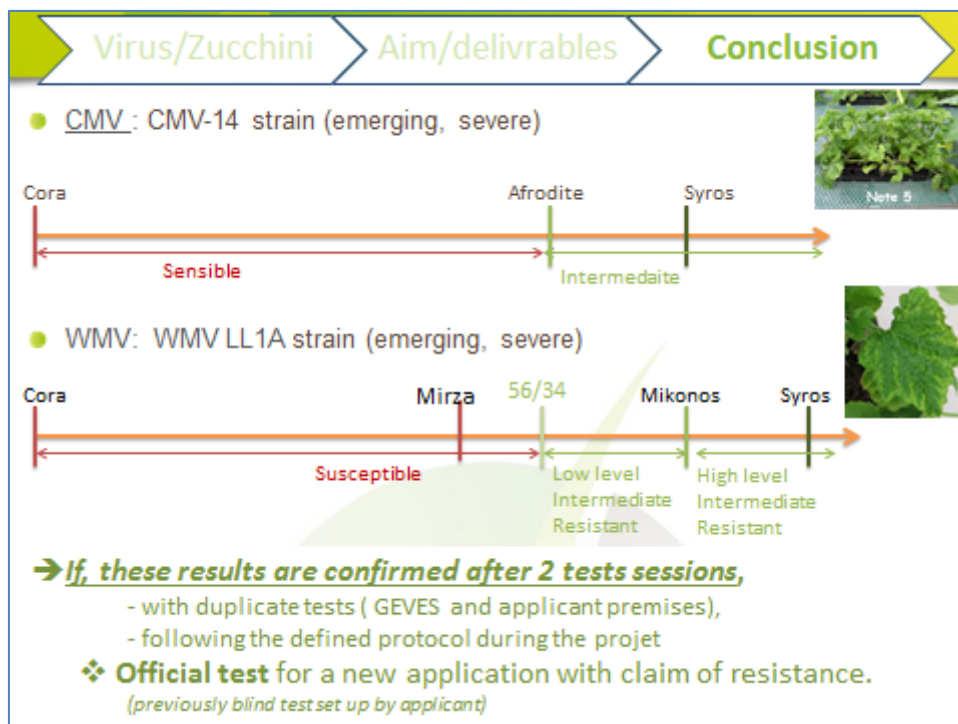 Virus/Zucchini Aim/delivrables Conclusion
CMV : CMV-14 strain (emerging, severe)
Note 5
Cora Afrodite Syros
Sensible Intermedaite
WMV: WMV LL1A strain (emerging, severe)
Cora Mirza 56/34 Mikonos Syros
Susceptible
Low level
Intermediate
Resistant
High level
Intermediate
Resistant
➔If, these results are confirmed after 2 tests sessions,
- with duplicate tests ( GEVES and applicant premises),
- following the defined protocol during the projet
❖ Official test for a new application with claim of resistance.
(previously blind test set up by applicant)